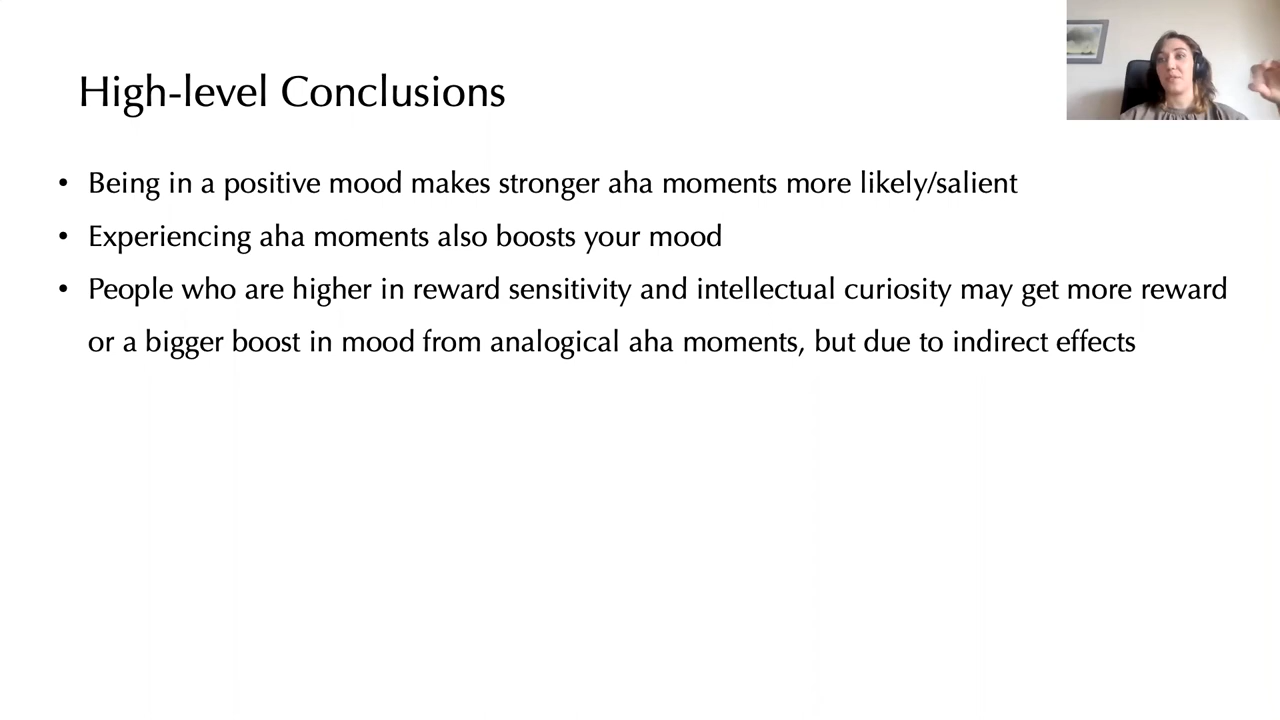 High-level Conclusions
• Being in a positive mood makes stronger aha moments more likely/salient
• Experiencing aha moments also boosts your mood
• People who are higher in reward sensitivity and intellectual curiosity may get more reward
or a bigger boost in mood from analogical aha moments, but due to indirect effects